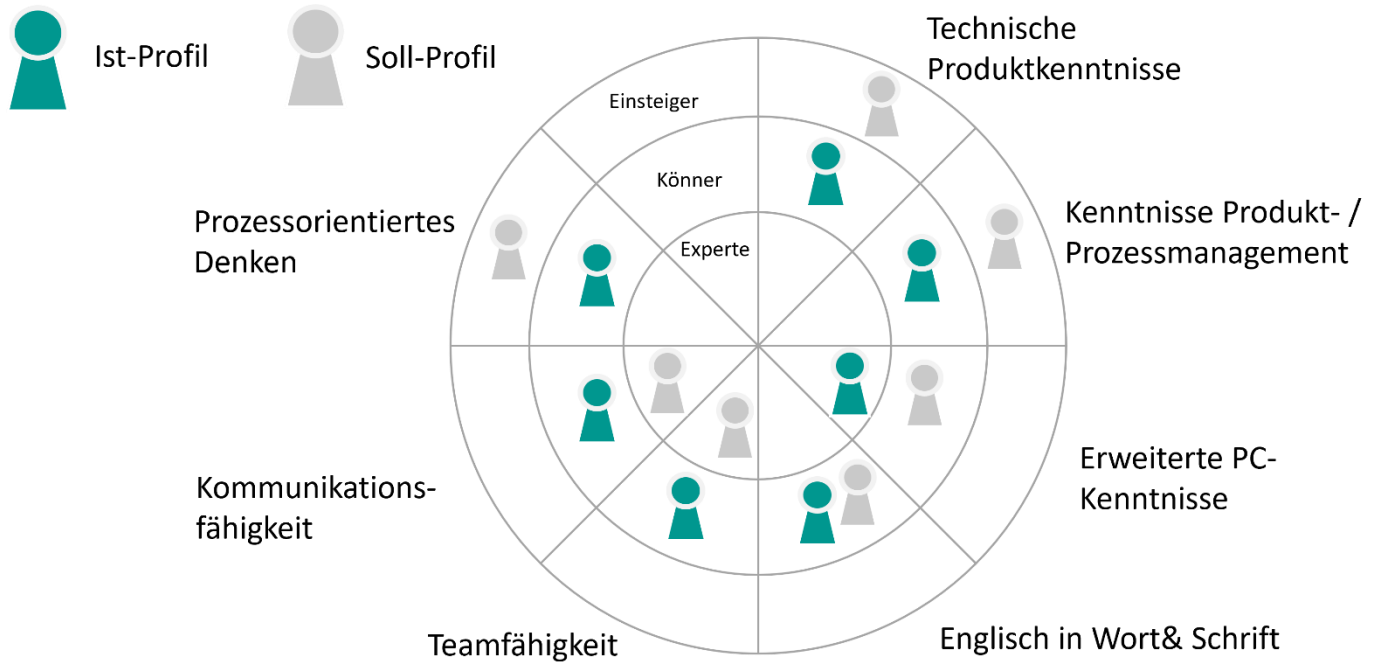 Ist-Profil
Soll-Profil
Technische
Produktkenntnisse
Einsteiger
Könner
Experte
Prozessorientiertes
Denken
Kenntnisse Produkt- /
Prozessmanagement
Kommunikations-
fähigkeit
Erweiterte PC-
Kenntnisse
Teamfähigkeit
Englisch in Wort& Schrift